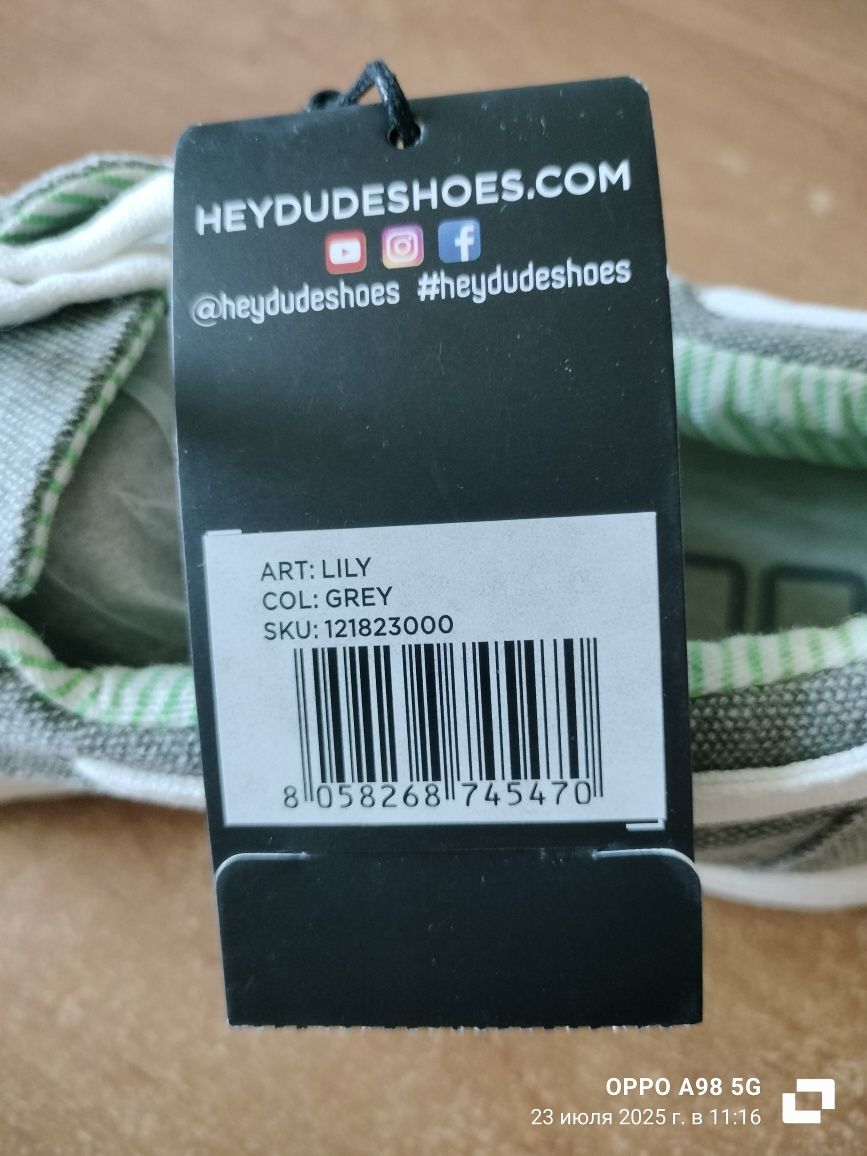 HEYDUDESHOES.COM
@heydudeshoes #heydudeshoes
ART: LILY
COL: GREY
SKU: 121823000
8 058268 745470
OPPO A98 5G
23 июля 2025 г. в 11:16